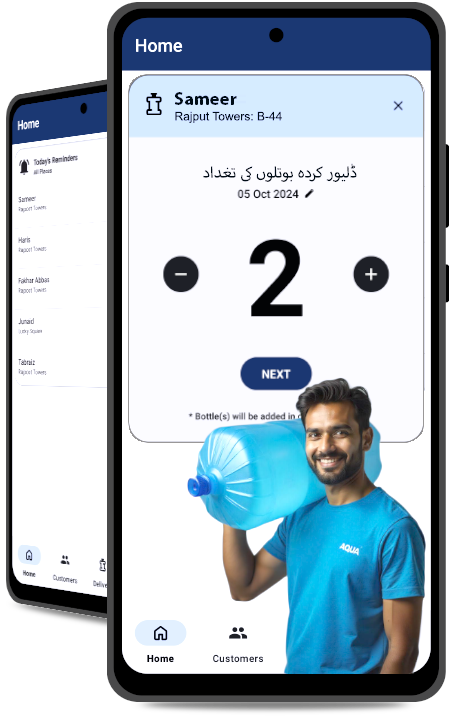 Home
Today's Reminders
All Places
Sameer
Rajput Towers
Haris
Rajput Towers
Fakhar Abbas
Rajput Towers
Junaid
Lucky Square
Tabraiz
Rajput Towers
Home
Customers
Home
Sameer
Rajput Towers: B-44
ڈلیور کردہ بوتلوں کی تعداد
05 Oct 2024
2
NEXT
* Bottle(s) will be added in
AQUA
Home
Customers